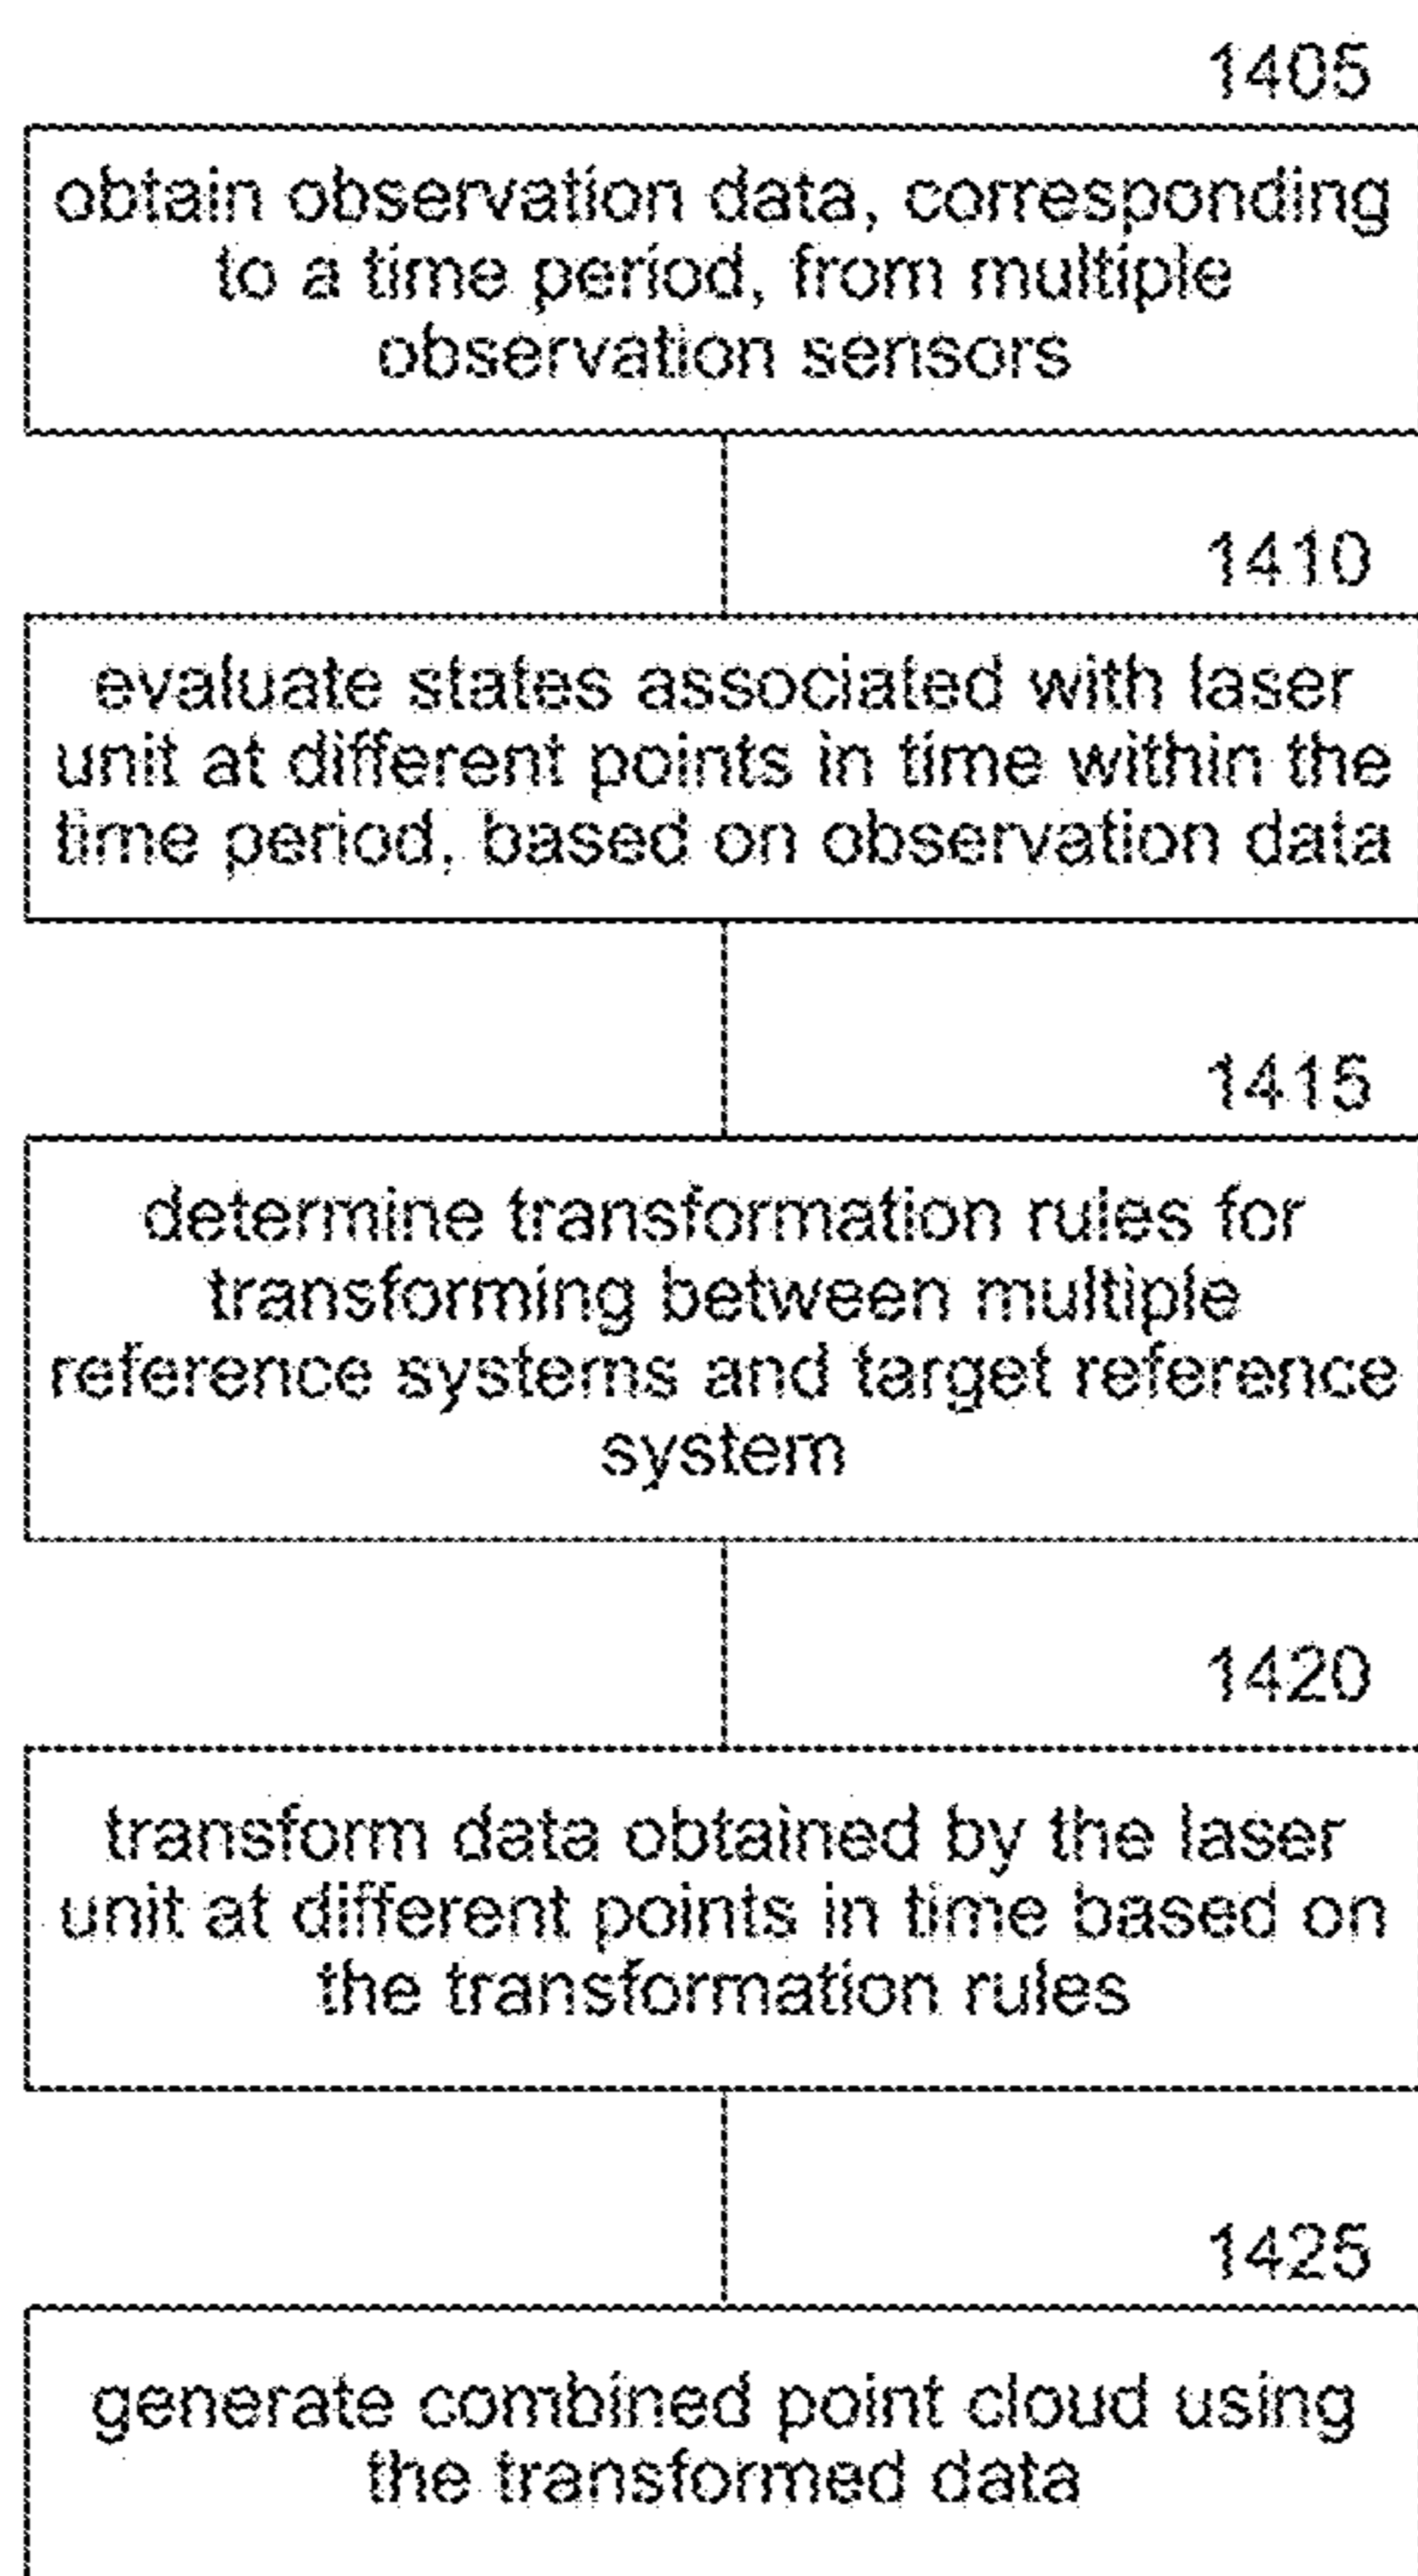 1405
obtain observation data, corresponding
to a time period, from multiple
observation sensors
1410
evaluate states associated with laser
unit at different points in time within the
time period, based on observation data
1415
determine transformation rules for
transforming between multiple
reference systems and target reference
system
1420
transform data obtained by the laser
unit at different points in time based on
the transformation rules
1425
generate combined point cloud using
the transformed data